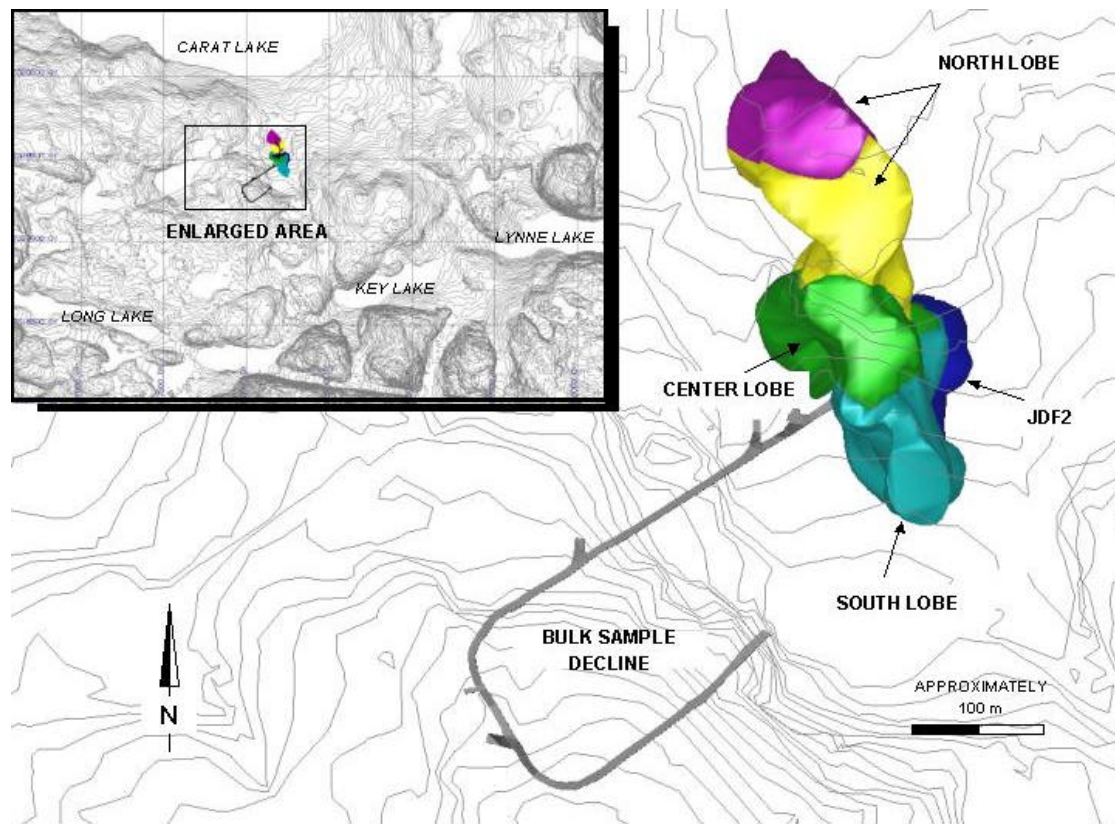 CARAT LAKE
ENLARGED AREA
LYNNE LAKE
KEY LAKE
LONG LAKE
NORTH LOBE
CENTER LOBE
JDF2
SOUTH LOBE
BULK SAMPLE
DECLINE
N
APPROXIMATELY
100 m